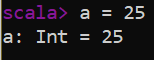 scala> a = 25
a: Int = 25